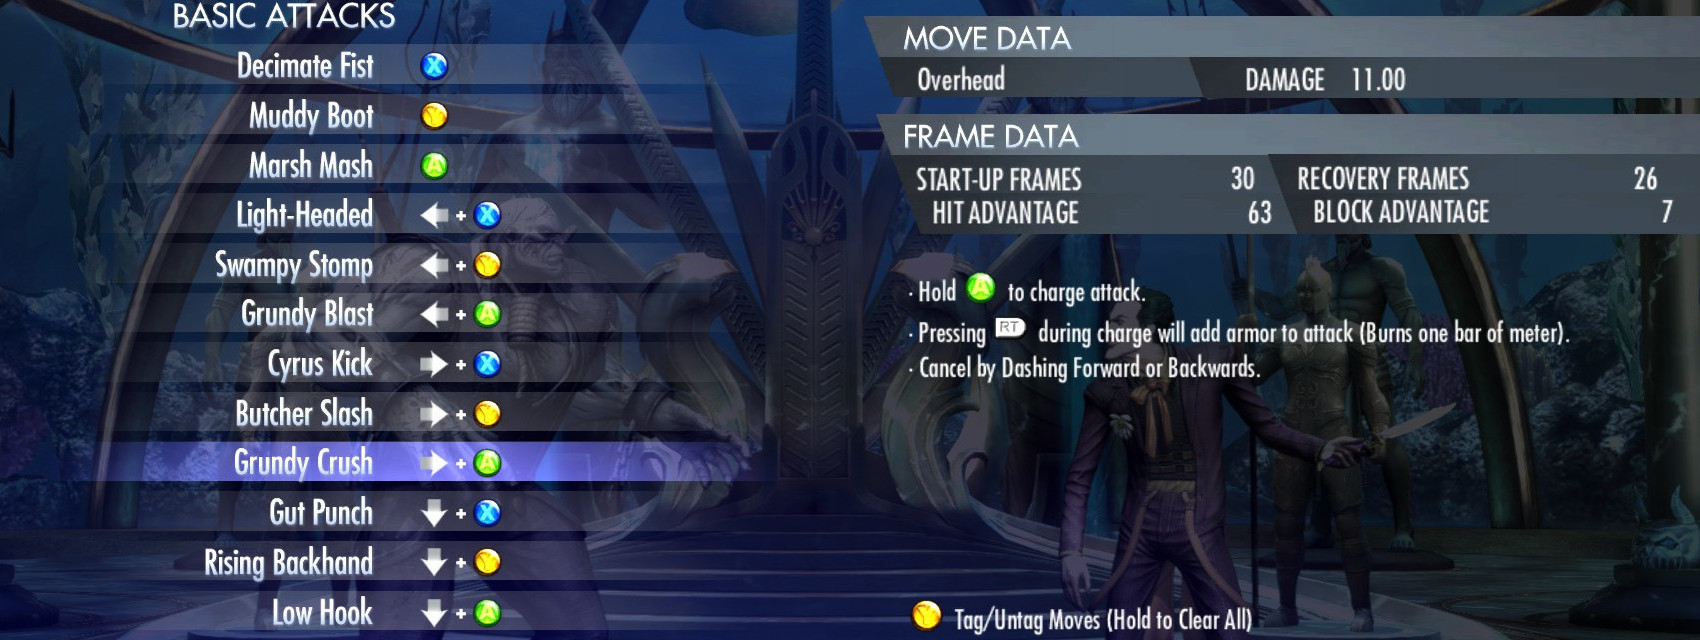 BASIC ATTACKS
Decimate Fist X
Muddy Boot Y
Marsh Mash A
Light-Headed + X
Swampy Stomp + Y
Grundy Blast + A
Cyrus Kick + X
Butcher Slash + Y
Grundy Crush + A
Gut Punch + X
Rising Backhand + Y
Low Hook + A
MOVE DATA
Overhead DAMAGE 11.00
FRAME DATA
START-UP FRAMES 30 RECOVERY FRAMES 26
HIT ADVANTAGE 63 BLOCK ADVANTAGE 7
· Hold A to charge attack.
· Pressing RT during charge will add armor to attack (Burns one bar of meter).
· Cancel by Dashing Forward or Backwards.
Y Tag/Untag Moves (Hold to Clear All)